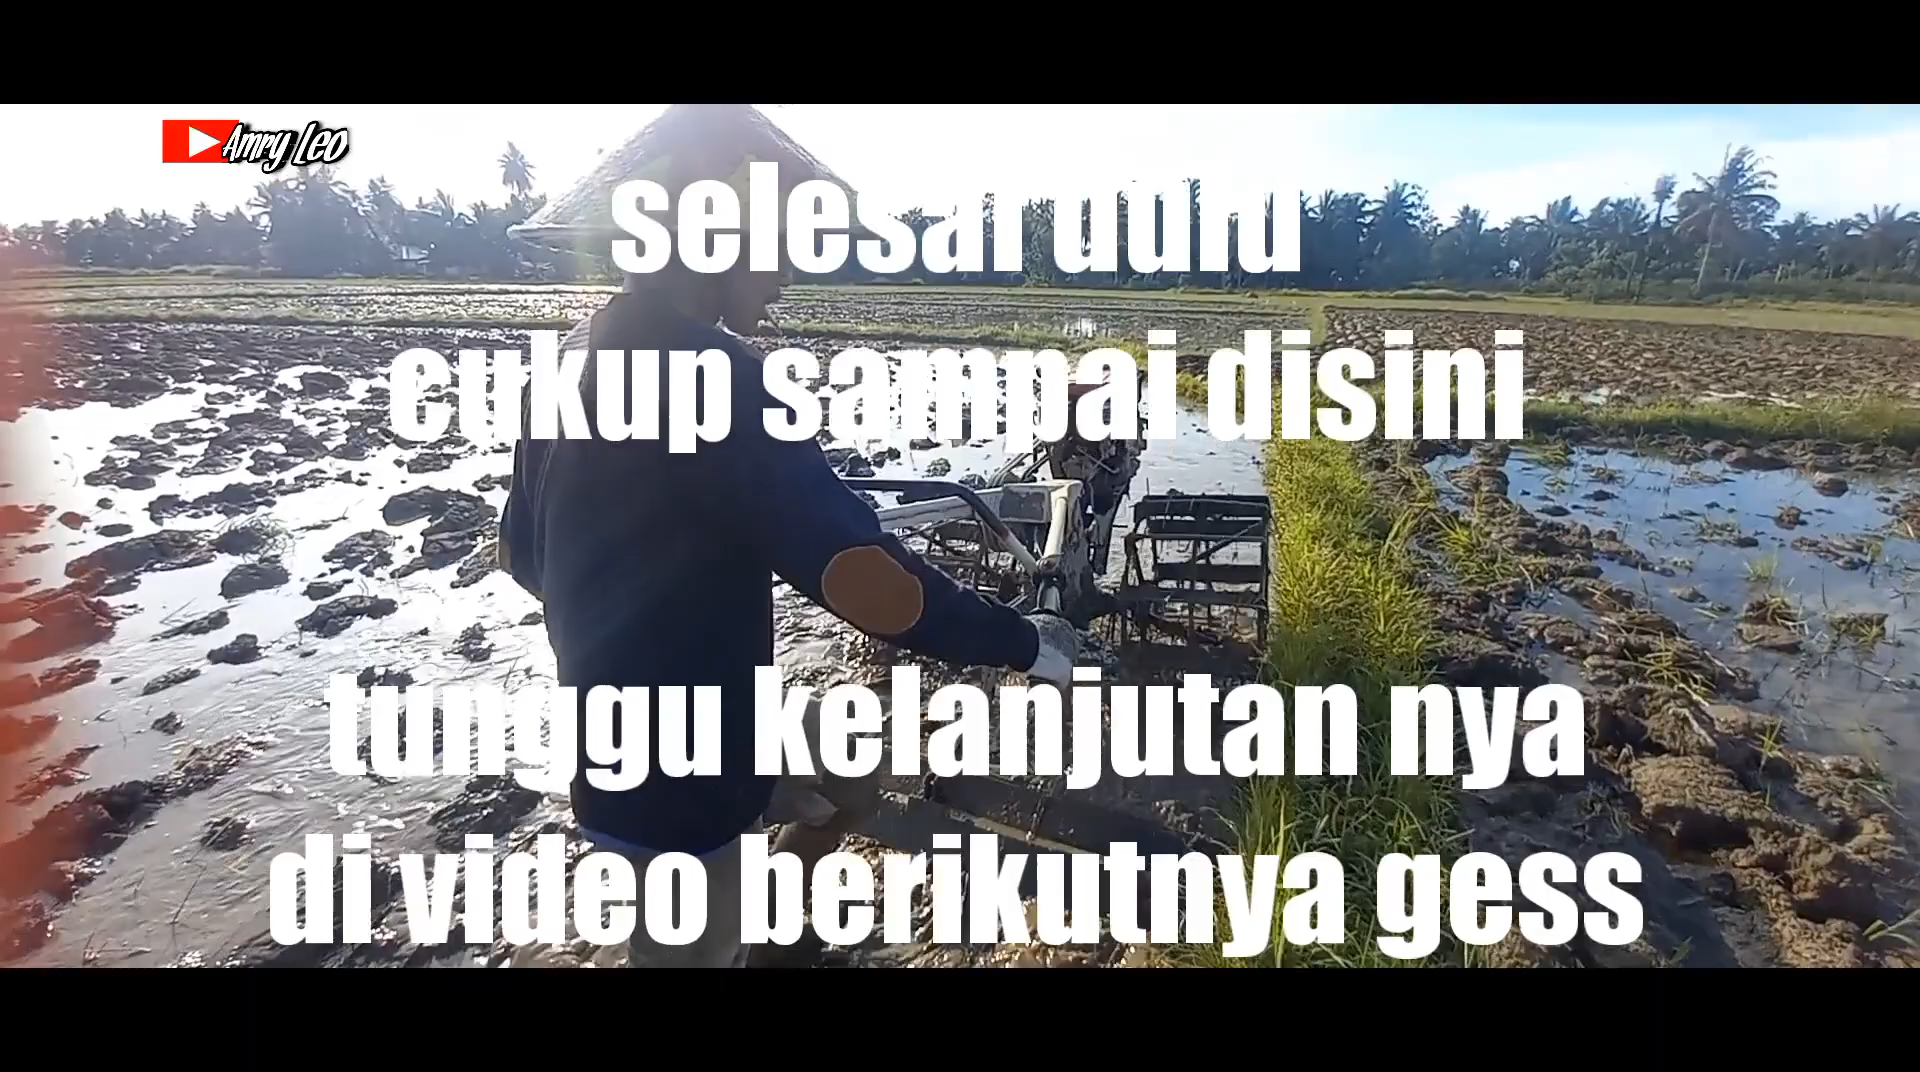 Amry Leo
selesai dulu
cukup sampai disini
tunggu kelanjutan nya
di video berikutnya gess